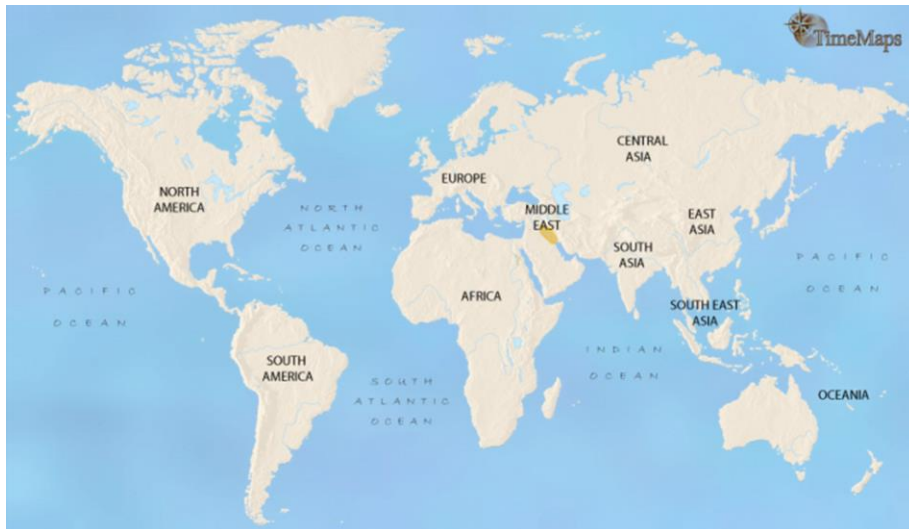 TimeMaps
CENTRAL
ASIA
EUROPE
NORTH
AMERICA
NORTH
ATLANTIC
OCEAN
MIDDLE
EAST
EAST
ASIA
SOUTH
ASIA
PACIFIC
OCEAN
PACIFIC
OCEAN
AFRICA
SOUTH EAST
ASIA
INDIAN
OCEAN
SOUTH
AMERICA
SOUTH
ATLANTIC
OCEAN
OCEANIA